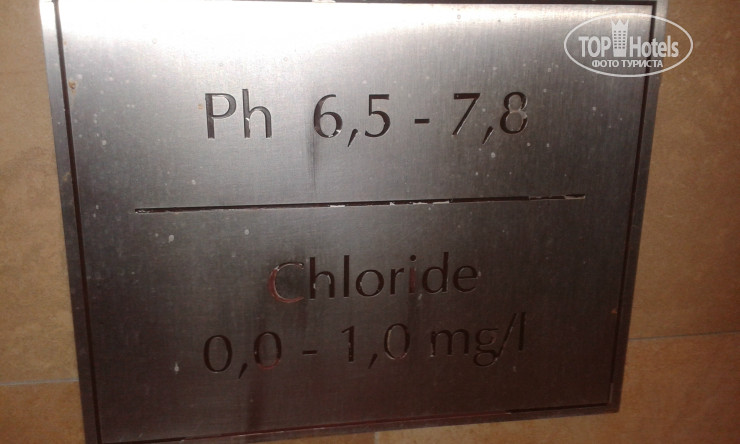 TOP Hotels
ФОТО ТУРИСТА
Ph 6,5 - 7,8
Chloride
0,0 - 1,0 mg/l